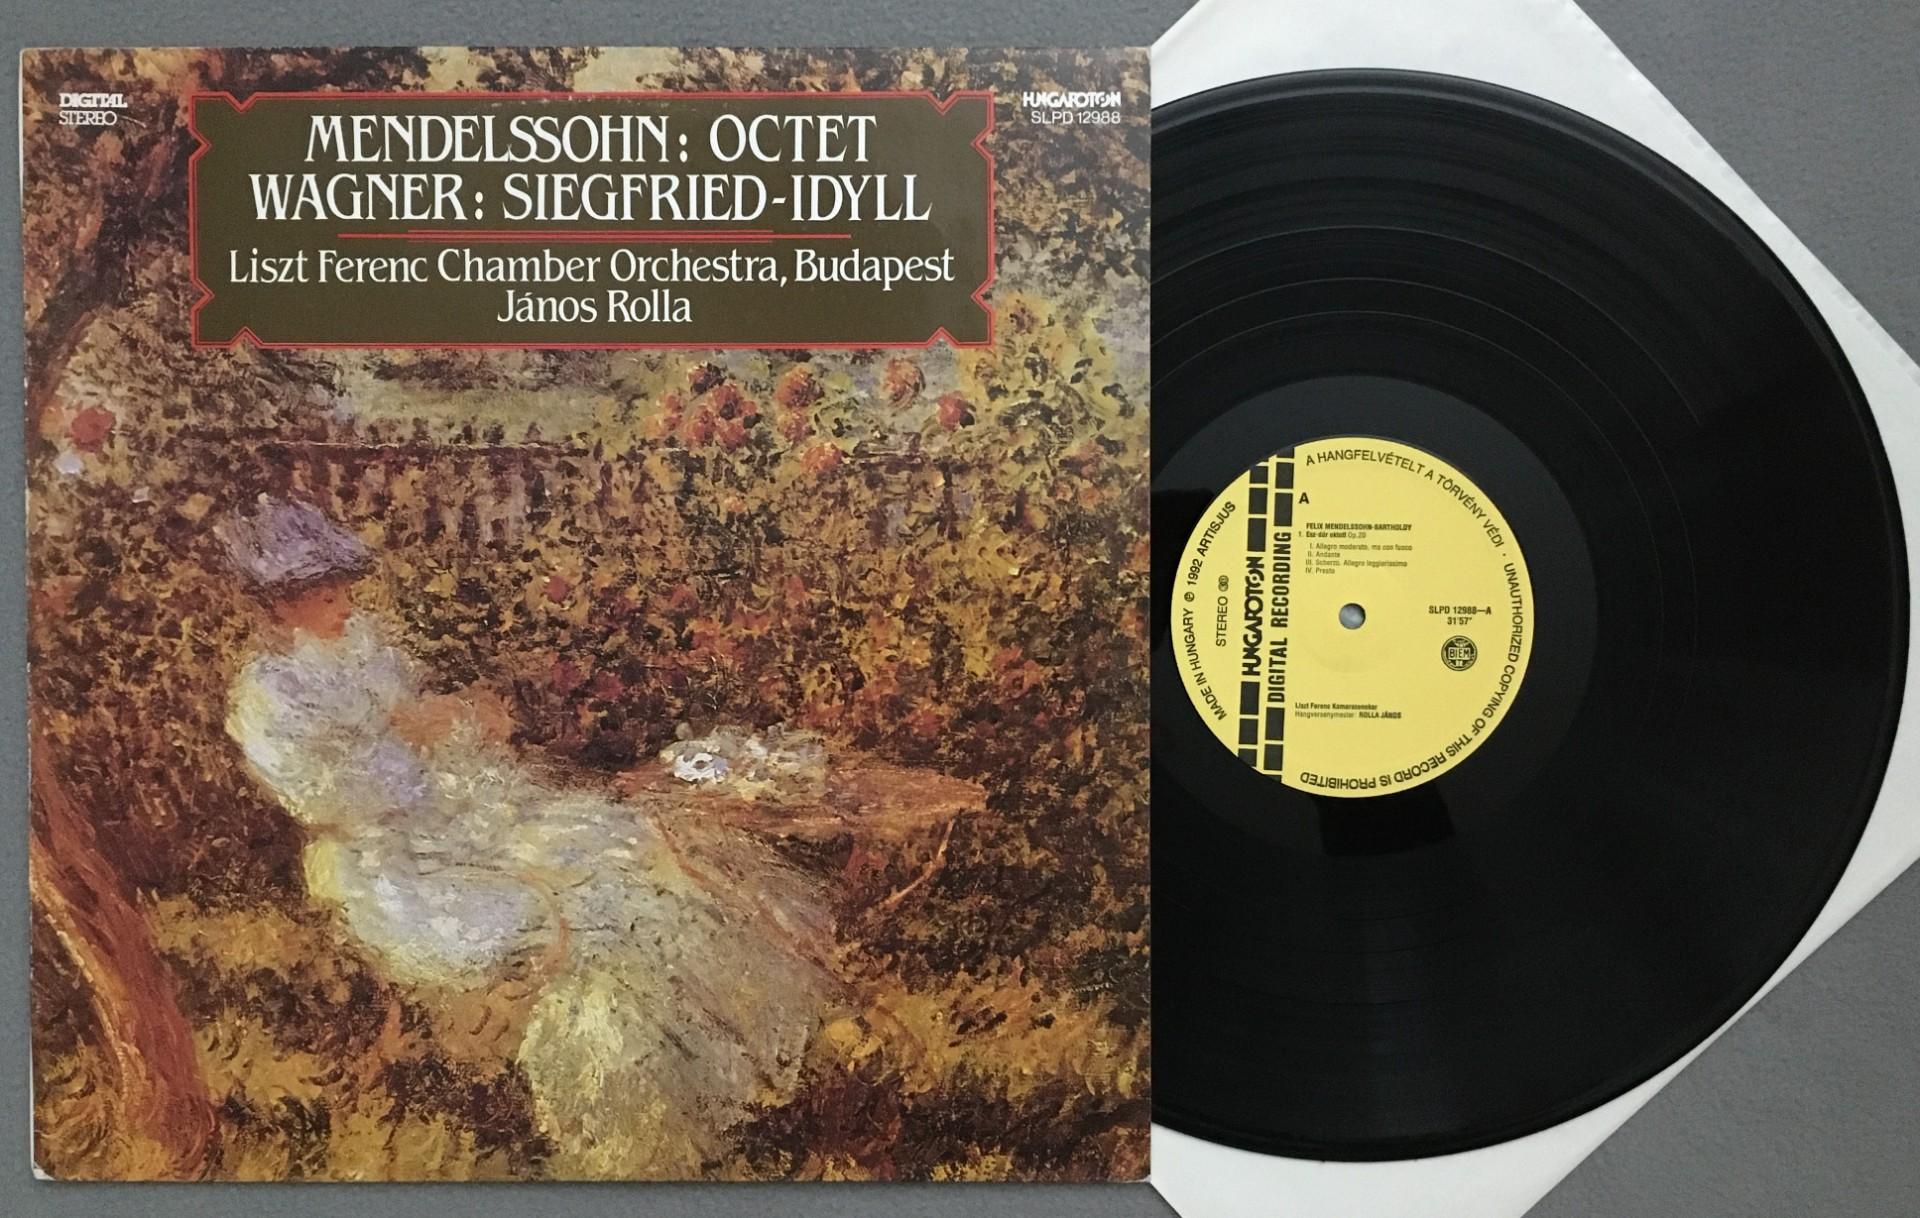 DIGITAL
STEREO
HUNGAROTON
SLPD 12988
MENDELSSOHN: OCTET
WAGNER: SIEGFRIED-IDYLL
Liszt Ferenc Chamber Orchestra, Budapest
János Rolla
A HANGFELVÉTELT A TÖRVÉNY VÉDI · UNAUTHORIZED COPYING OF THIS RECORD IS PROHIBITED
MADE IN HUNGARY ℗ 1992 ARTISJUS
STEREO
HUNGAROTON
DIGITAL RECORDING
A
FELIX MENDELSSOHN-BARTHOLDY
1. Esz-dúr oktett Op.20
I. Allegro moderato, ma con fuoco
II. Andante
III. Scherzo. Allegro leggierissimo
IV. Presto
SLPD 12988—A
31'57"
BIEM
Liszt Ferenc Kamarazenekar
Hangversenymester: ROLLA JÁNOS